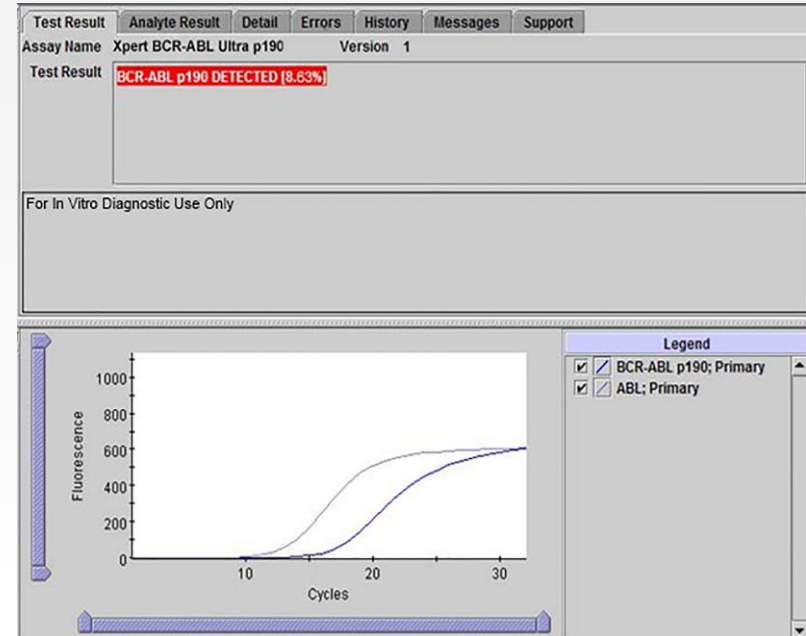 Test Result Analyte Result Detail Errors History Messages Support
Assay Name Xpert BCR-ABL Ultra p190 Version 1
Test Result BCR-ABL p190 DETECTED [8.63%]
For In Vitro Diagnostic Use Only
Legend
BCR-ABL p190; Primary
ABL; Primary
Fluorescence
1000
800
600
400
200
0
10 20 30
Cycles